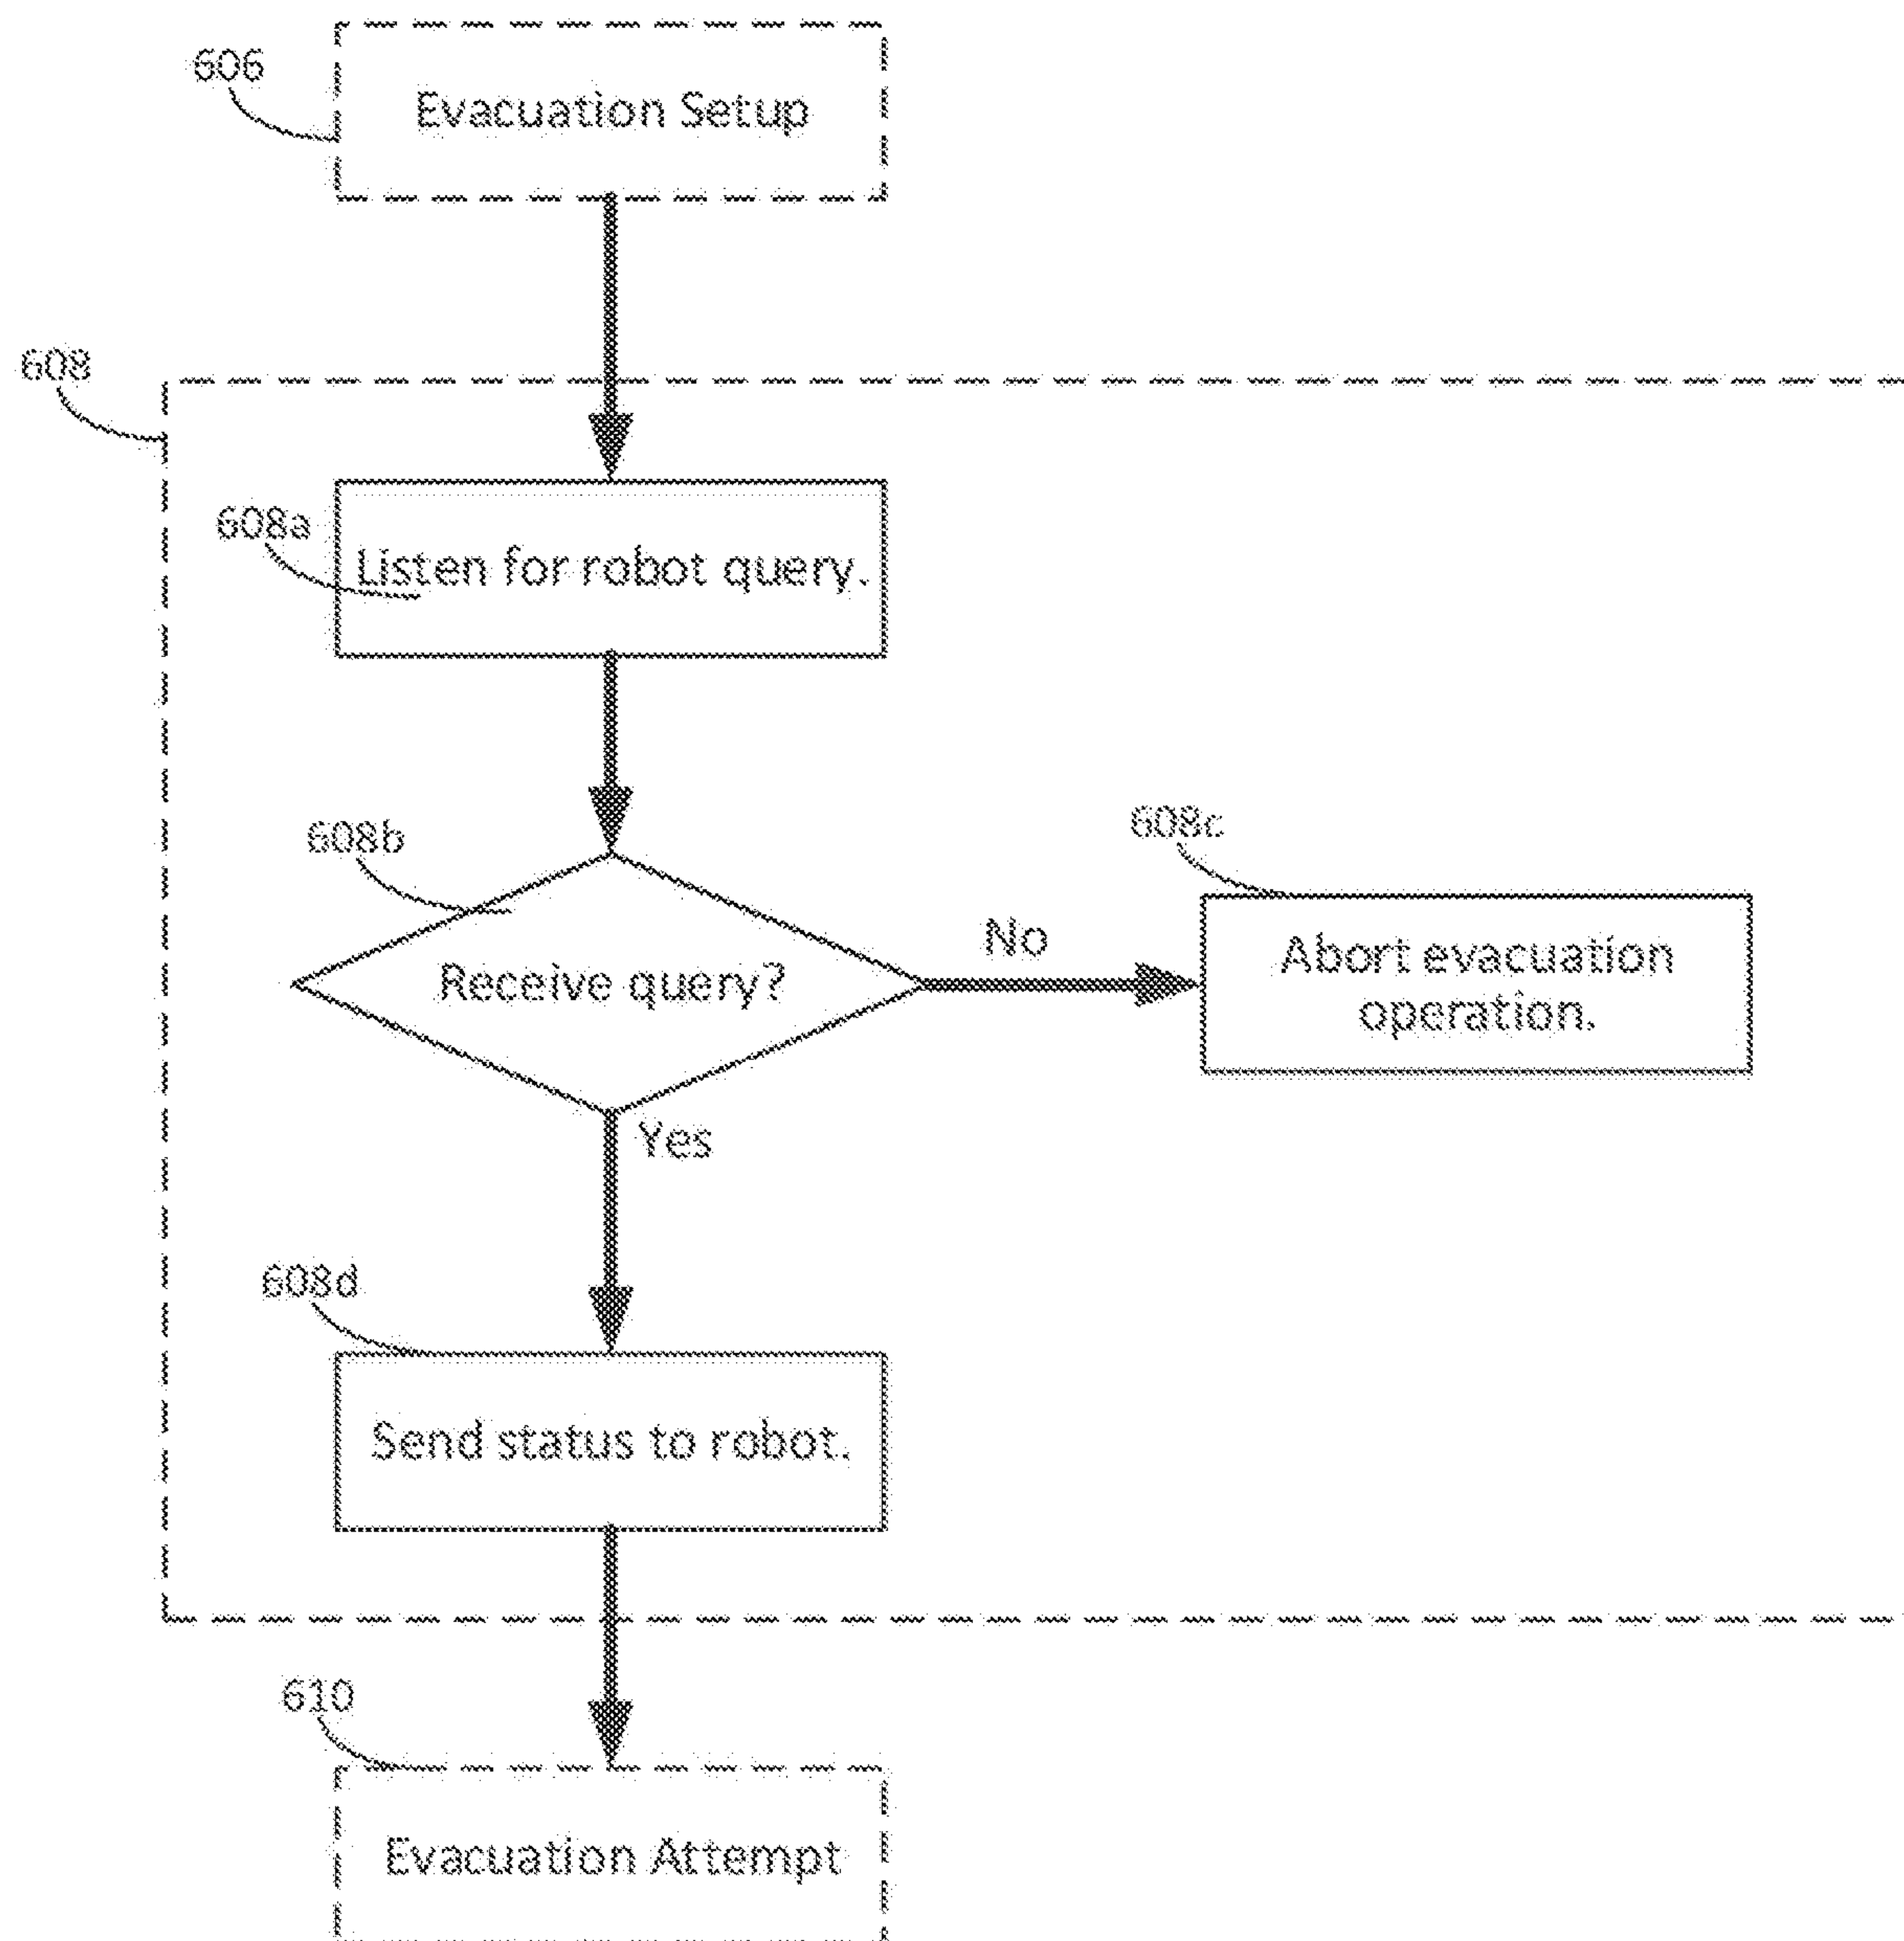 606
Evacuation Setup
608
608a
Listen for robot query.
608b
Receive query?
No
608c
Abort evacuation
operation.
Yes
608d
Send status to robot.
610
Evacuation Attempt